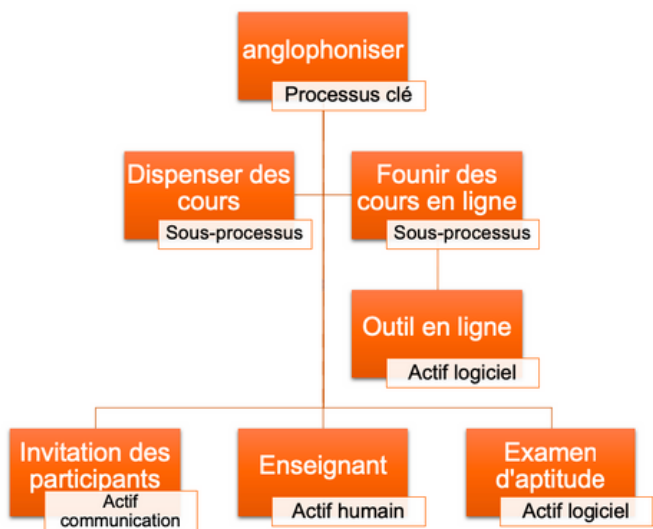 anglophoniser
Processus clé
Dispenser des
cours
Sous-processus
Founir des
cours en ligne
Sous-processus
Outil en ligne
Actif logiciel
Invitation des
participants
Actif
communication
Enseignant
Actif humain
Examen
d'aptitude
Actif logiciel